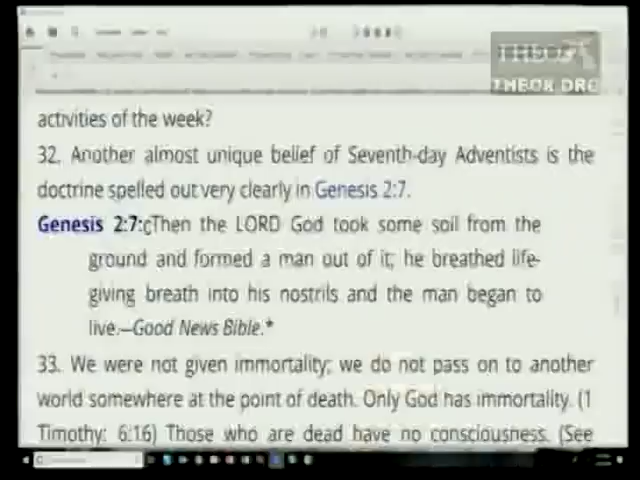 THEOX ORG
activities of the week?
32. Another almost unique belief of Seventh-day Adventists is the
doctrine spelled out very clearly in Genesis 2:7.
Genesis 2:7:cThen the LORD God took some soil from the
ground and formed a man out of it; he breathed life-
giving breath into his nostrils and the man began to
live.—Good News Bible.*
33. We were not given immortality; we do not pass on to another
world somewhere at the point of death. Only God has immortality. (1
Timothy: 6:16) Those who are dead have no consciousness. (See